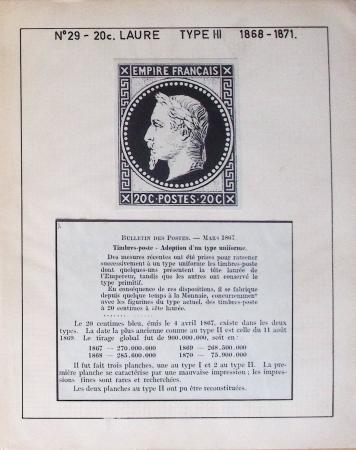 N°29 - 20c. LAURE TYPE III 1868-1871.
EMPIRE FRANÇAIS
20C·POSTES·20C
BULLETIN DES POSTES. — MARS 1867
Timbres-poste - Adoption d'un type uniforme.
Des mesures récentes ont été prises pour ramener
successivement à un type uniforme les timbres-poste
dont quelques-uns présentent la tête laurée de
l'Empereur, tandis que les autres ont conservé le
type primitif.
En conséquence de ces dispositions, il se fabrique
depuis quelque temps à la Monnaie, concurremment
avec les figurines du type actuel, des timbres-poste
à 20 centimes à tête laurée.
Le 20 centimes bleu, émis le 4 avril 1867, existe dans les deux
types. La date la plus ancienne connue au type II est celle du 11 août
1869. Le tirage global fut de 900.000.000, soit en :
1867 — 270.000.000 1869 — 268.500.000
1868 — 285.600.000 1870 — 75.900.000
Il fut fait trois planches, une au type I et 2 au type II. La pre-
mière planche se caractérise par une mauvaise impression ; les impres-
sions fines sont rares et recherchées.
Les deux planches au type II ont pu être reconstituées.